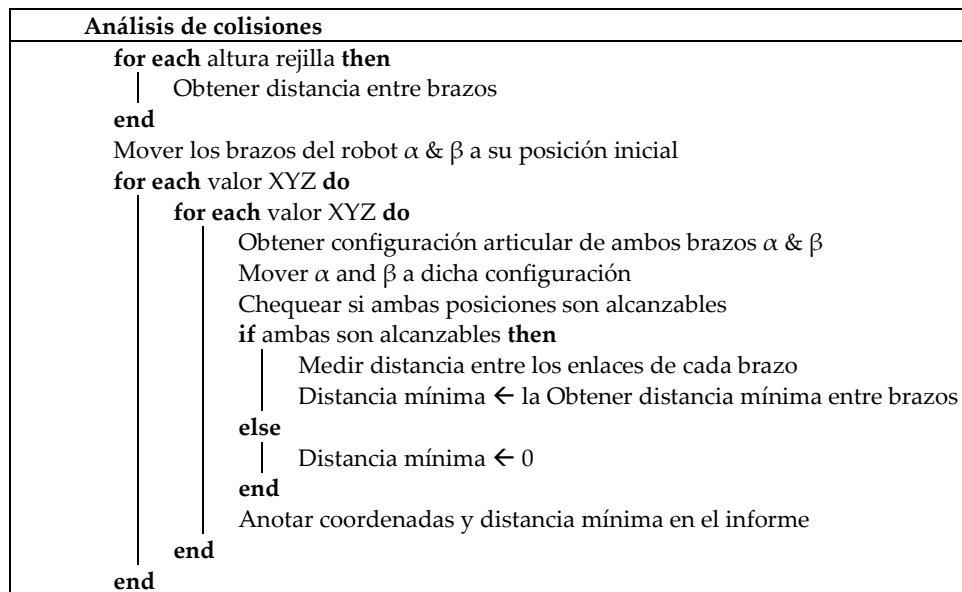 Análisis de colisiones
for each altura rejilla then
Obtener distancia entre brazos
end
Mover los brazos del robot α & β a su posición inicial
for each valor XYZ do
for each valor XYZ do
Obtener configuración articular de ambos brazos α & β
Mover α and β a dicha configuración
Chequear si ambas posiciones son alcanzables
if ambas son alcanzables then
Medir distancia entre los enlaces de cada brazo
Distancia mínima ← la Obtener distancia mínima entre brazos
else
Distancia mínima ← 0
end
Anotar coordenadas y distancia mínima en el informe
end
end